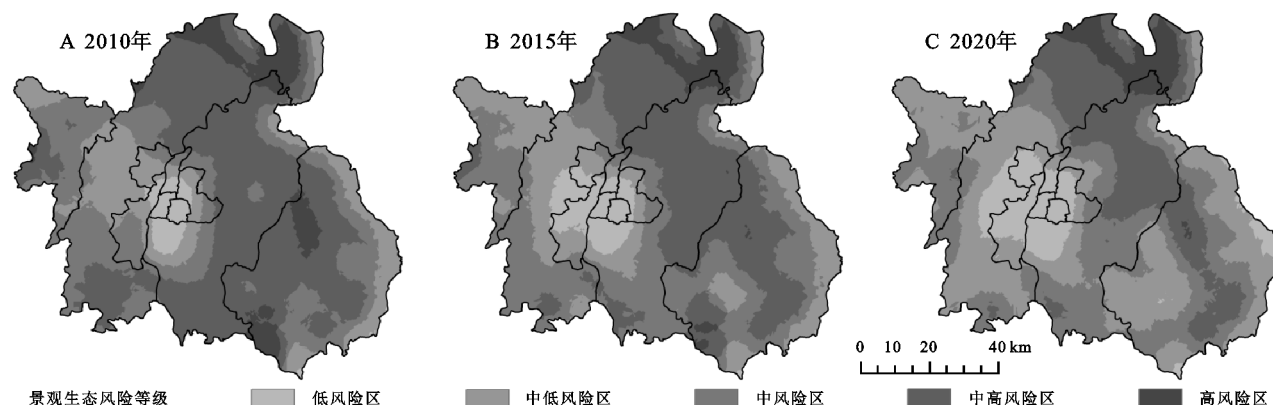 A 2010年
B 2015年
C 2020年
0 10 20 40 km
景观生态风险等级 低风险区 中低风险区 中风险区 中高风险区 高风险区